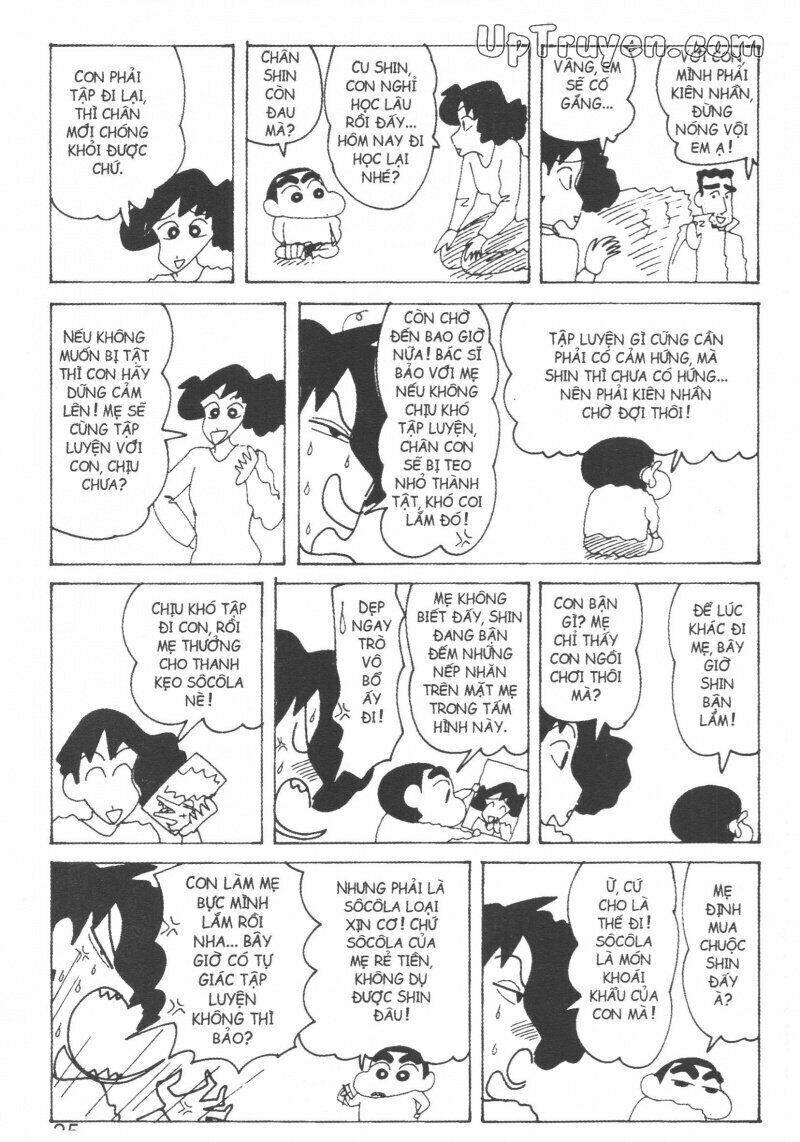 UpTruyen.com
VỚI CON,
MÌNH PHẢI
KIÊN NHẪN,
ĐỪNG
NÓNG VỘI
EM Ạ!
VÂNG, EM
SẼ CỐ
GẮNG...
CU SHIN,
CON NGHỈ
HỌC LÂU
RỒI ĐẤY...
HÔM NAY ĐI
HỌC LẠI
NHÉ?
CHÂN
SHIN
CÒN
ĐAU
MÀ?
CON PHẢI
TẬP ĐI LẠI,
THÌ CHÂN
MỚI CHÓNG
KHỎI ĐƯỢC
CHỨ.
TẬP LUYỆN GÌ CŨNG CẦN
PHẢI CÓ CẢM HỨNG, MÀ
SHIN THÌ CHƯA CÓ HỨNG...
NÊN PHẢI KIÊN NHẪN
CHỜ ĐỢI THÔI!
CÒN CHỜ
ĐẾN BAO GIỜ
NỮA! BÁC SĨ
BẢO VỚI MẸ
NẾU KHÔNG
CHỊU KHÓ
TẬP LUYỆN,
CHÂN CON
SẼ BỊ TEO
NHỎ THÀNH
TẬT, KHÓ COI
LẮM ĐÓ!
NẾU KHÔNG
MUỐN BỊ TẬT
THÌ CON HÃY
DŨNG CẢM
LÊN! MẸ SẼ
CÙNG TẬP
LUYỆN VỚI
CON, CHỊU
CHƯA?
ĐỂ LÚC
KHÁC ĐI
MẸ, BÂY
GIỜ
SHIN
BẬN
LẮM!
CON BẬN
GÌ? MẸ
CHỈ THẤY
CON NGỒI
CHƠI THÔI
MÀ?
MẸ KHÔNG
BIẾT ĐẤY, SHIN
ĐANG BẬN
ĐẾM NHỮNG
NẾP NHĂN
TRÊN MẶT MẸ
TRONG TẤM
HÌNH NÀY.
DẸP
NGAY
TRÒ
VÔ
BỔ
ẤY
ĐI!
CHỊU KHÓ TẬP
ĐI CON, RỒI
MẸ THƯỞNG
CHO THANH
KẸO SÔCÔLA
NÈ!
MẸ
ĐỊNH
MUA
CHUỘC
SHIN
ĐẤY
À?
Ừ, CỨ
CHO LÀ
THẾ ĐI!
SÔCÔLA
LÀ MÓN
KHOÁI
KHẨU CỦA
CON MÀ!
NHƯNG PHẢI LÀ
SÔCÔLA LOẠI
XỊN CƠ! CHỨ
SÔCÔLA CỦA
MẸ RẺ TIỀN,
KHÔNG DỤ
ĐƯỢC SHIN
ĐÂU!
CON LÀM MẸ
BỰC MÌNH
LẮM RỒI
NHA... BÂY
GIỜ CÓ TỰ
GIÁC TẬP
LUYỆN
KHÔNG THÌ
BẢO?